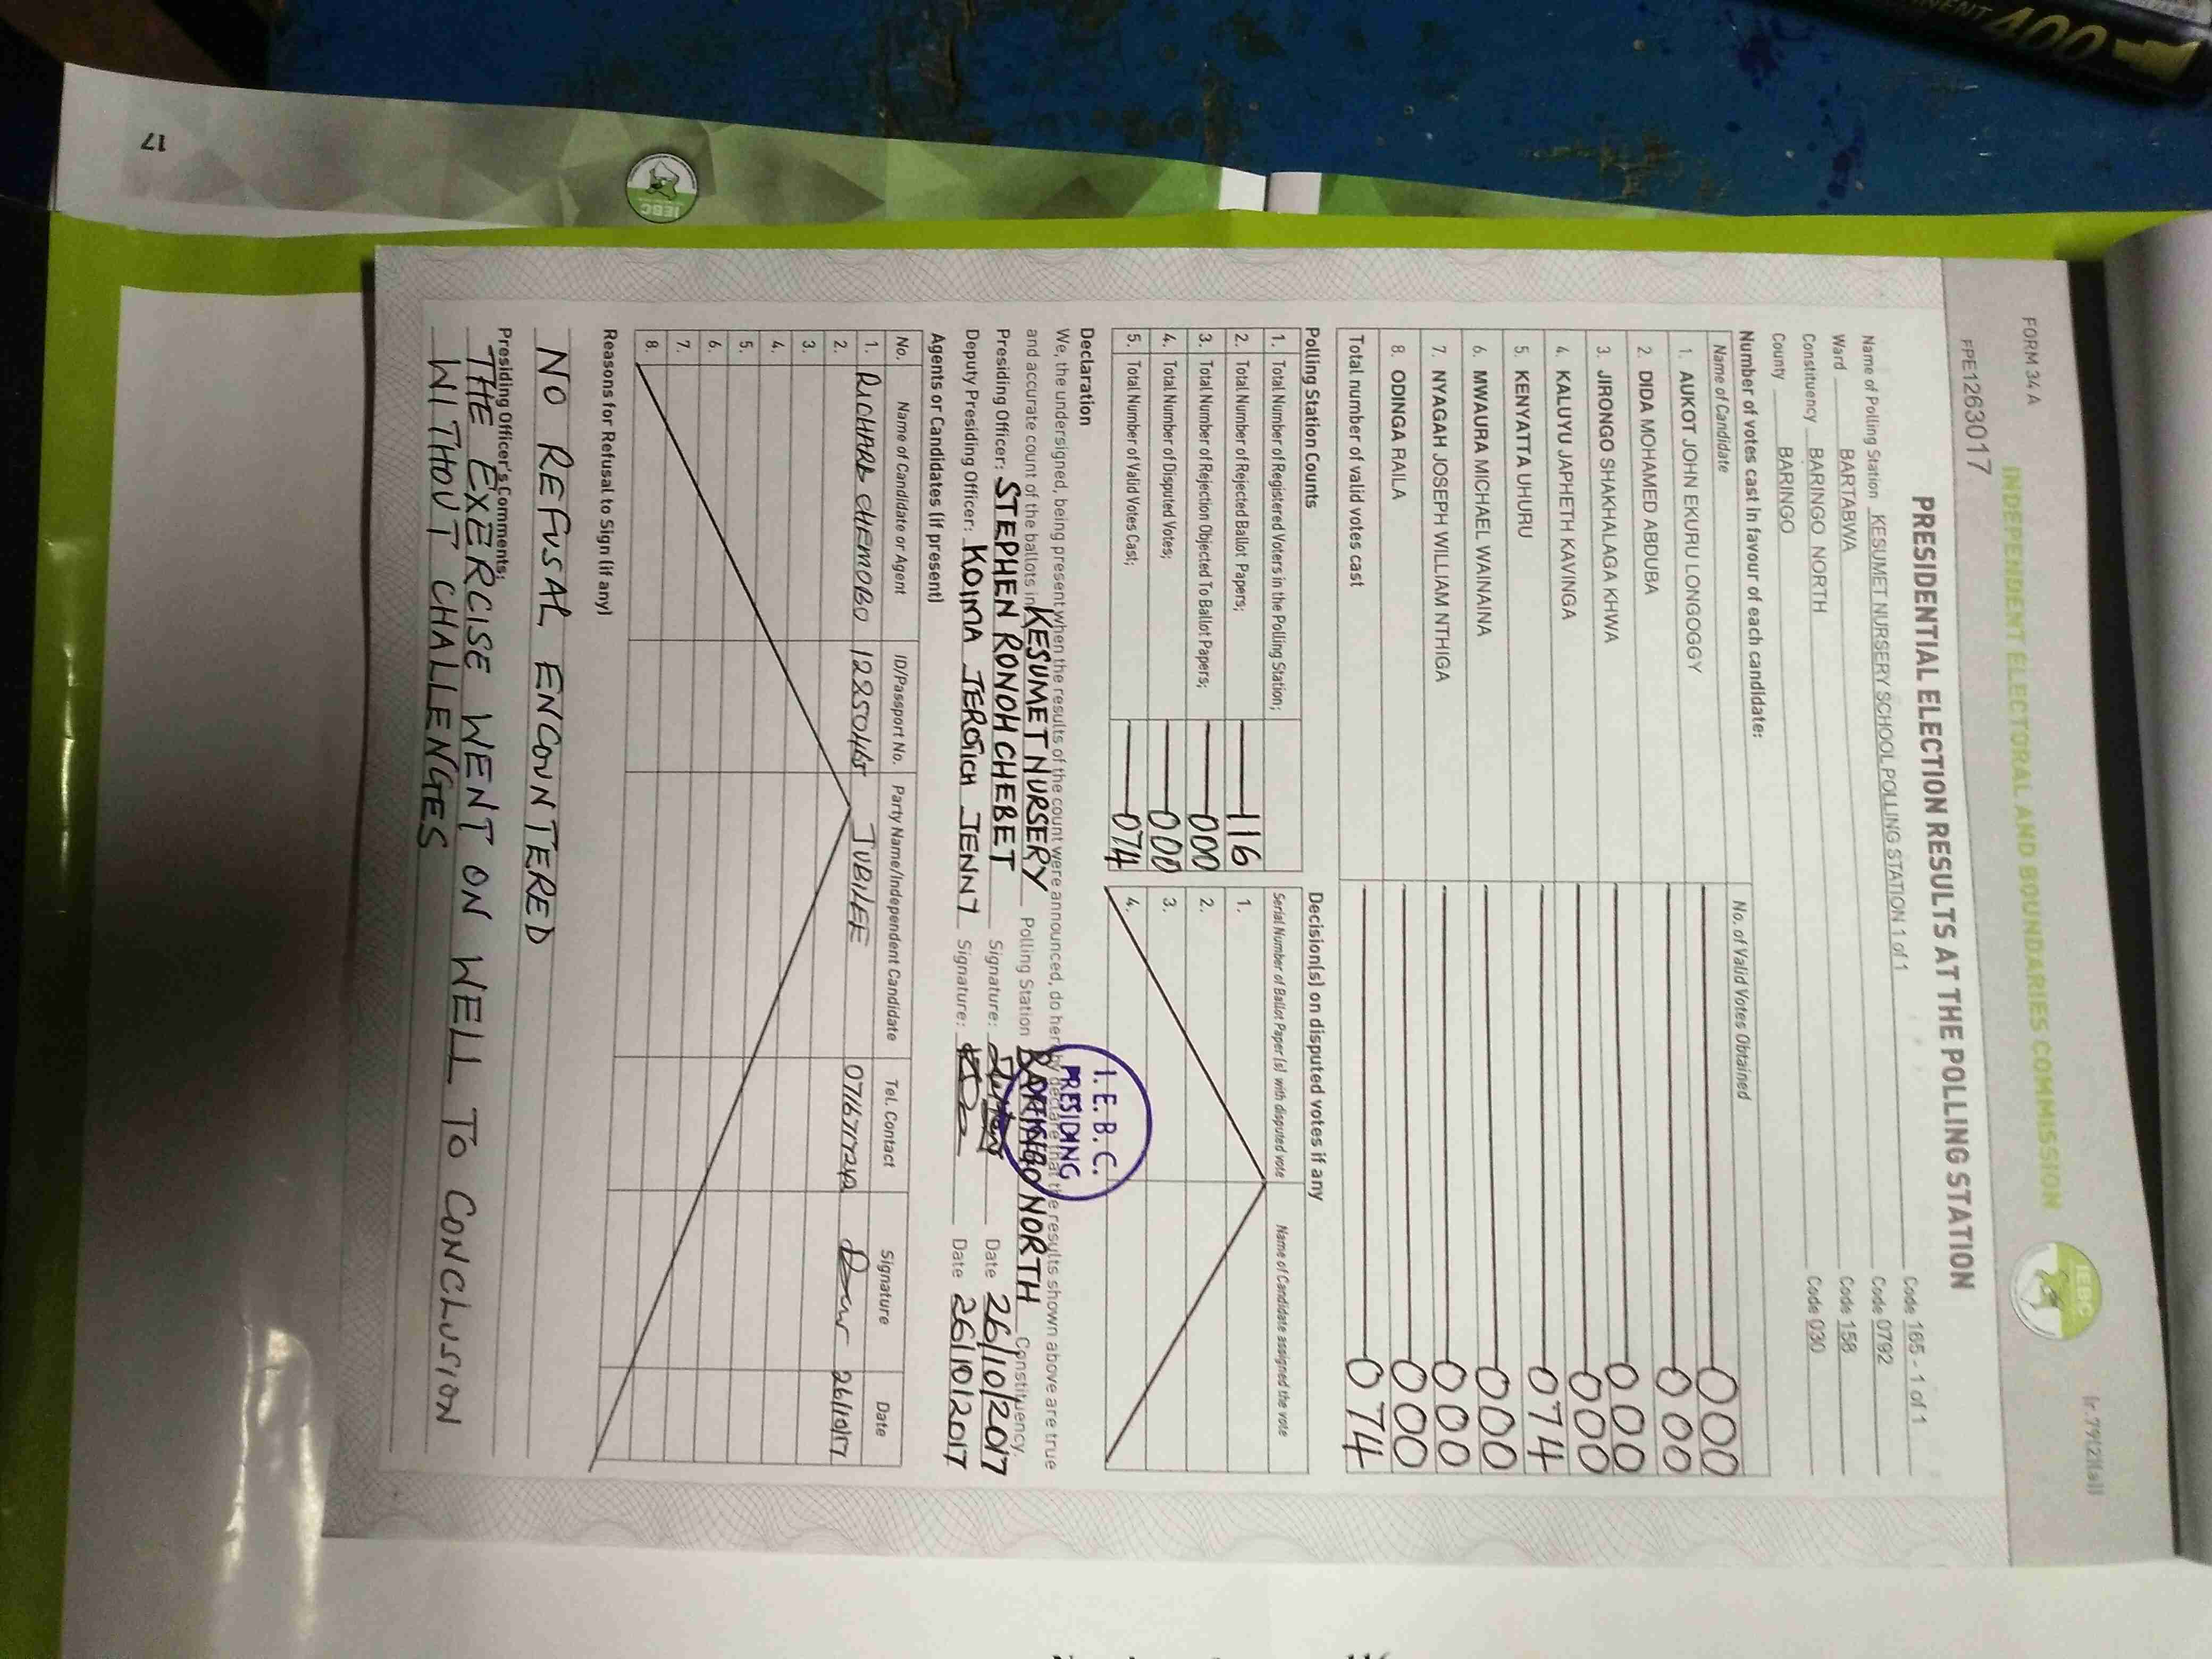 FORM 34 A
INDEPENDENT ELECTORAL AND BOUNDARIES COMMISSION
IEBC
FPE1263017
PRESIDENTIAL ELECTION RESULTS AT THE POLLING STATION
Name of Polling Station KESUMET NURSERY SCHOOL POLLING STATION 1 of 1 Code 165 - 1 of 1
Ward BARTABWA Code 0792
Constituency BARINGO NORTH Code 158
County BARINGO Code 030
Number of votes cast in favour of each candidate:
Name of Candidate No. of Valid Votes Obtained
1. AUKOT JOHN EKURU LONGOGGY 000
2. DIDA MOHAMED ABDUBA 000
3. JIRONGO SHAKHALAGA KHWA 000
4. KALUYU JAPHETH KAVINGA 000
5. KENYATTA UHURU 074
6. MWAURA MICHAEL WAINAINA 000
7. NYAGAH JOSEPH WILLIAM NTHIGA 000
8. ODINGA RAILA 000
Total number of valid votes cast 074
Polling Station Counts Decision(s) on disputed votes if any
1. Total Number of Registered Voters in the Polling Station; Serial Number of Ballot Paper (s) with disputed vote Name of Candidate assigned the vote
2. Total Number of Rejected Ballot Papers; 116 1.
3. Total Number of Rejection Objected To Ballot Papers; 000 2.
4. Total Number of Disputed Votes; 000 3.
5. Total Number of Valid Votes Cast; 074 4.
Declaration
We, the undersigned, being present when the results of the count were announced, do hereby declare that the results shown above are true
and accurate count of the ballots in KESUMET NURSERY Polling Station BARINGO NORTH Constituency.
I.E.B.C.
PRESIDING
Presiding Officer: STEPHEN RONOH CHEBET Signature: Date 26/10/2017
Deputy Presiding Officer: KOIMA JEROTICH JENNY Signature: Date 26/10/2017
Agents or Candidates (if present)
No. Name of Candidate or Agent ID/Passport No. Party Name/Independent Candidate Tel. Contact Signature Date
1. RICHARD CHEMOBO JUBILEE 26/10/17
2.
3.
4.
5.
6.
7.
8.
Reasons for Refusal to Sign (if any)
NO REFUSAL ENCOUNTERED
Presiding Officer's Comments:
THE EXERCISE WENT ON WELL TO CONCLUSION
WITHOUT CHALLENGES
17
IEBC
400